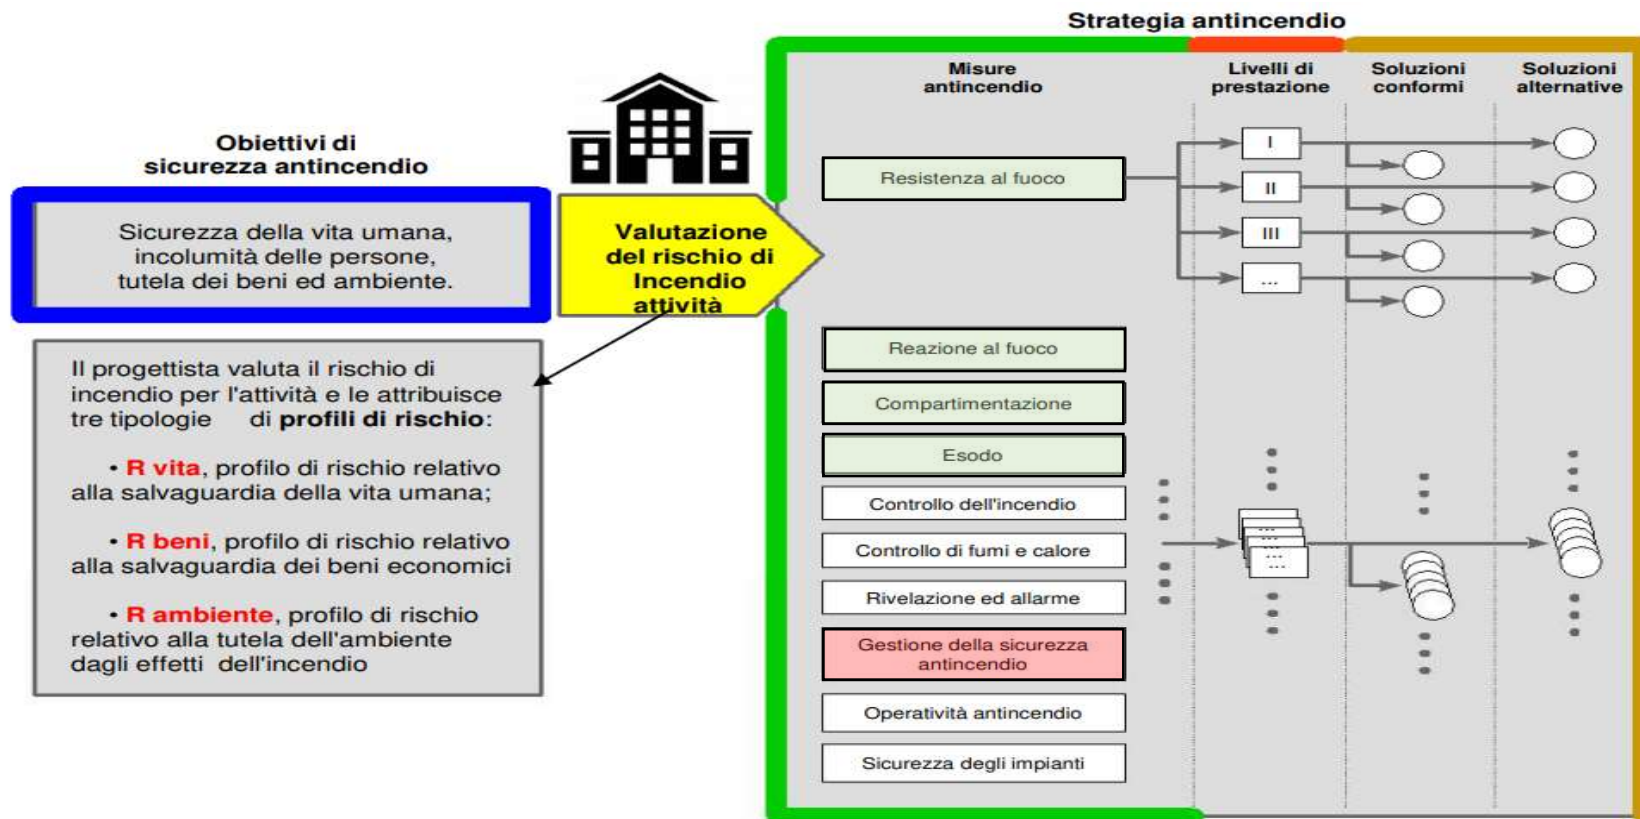 Strategia antincendio
Obiettivi di
sicurezza antincendio
Sicurezza della vita umana,
incolumità delle persone,
tutela dei beni ed ambiente.
Valutazione
del rischio di
Incendio
attività
Il progettista valuta il rischio di
incendio per l'attività e le attribuisce
tre tipologie di profili di rischio:
• R vita, profilo di rischio relativo
alla salvaguardia della vita umana;
• R beni, profilo di rischio relativo
alla salvaguardia dei beni economici
• R ambiente, profilo di rischio
relativo alla tutela dell'ambiente
dagli effetti dell'incendio
Misure
antincendio
Livelli di
prestazione
Soluzioni
conformi
Soluzioni
alternative
Resistenza al fuoco
I
II
III
...
Reazione al fuoco
Compartimentazione
Esodo
Controllo dell'incendio
Controllo di fumi e calore
Rivelazione ed allarme
Gestione della sicurezza
antincendio
Operatività antincendio
Sicurezza degli impianti
...
...
...